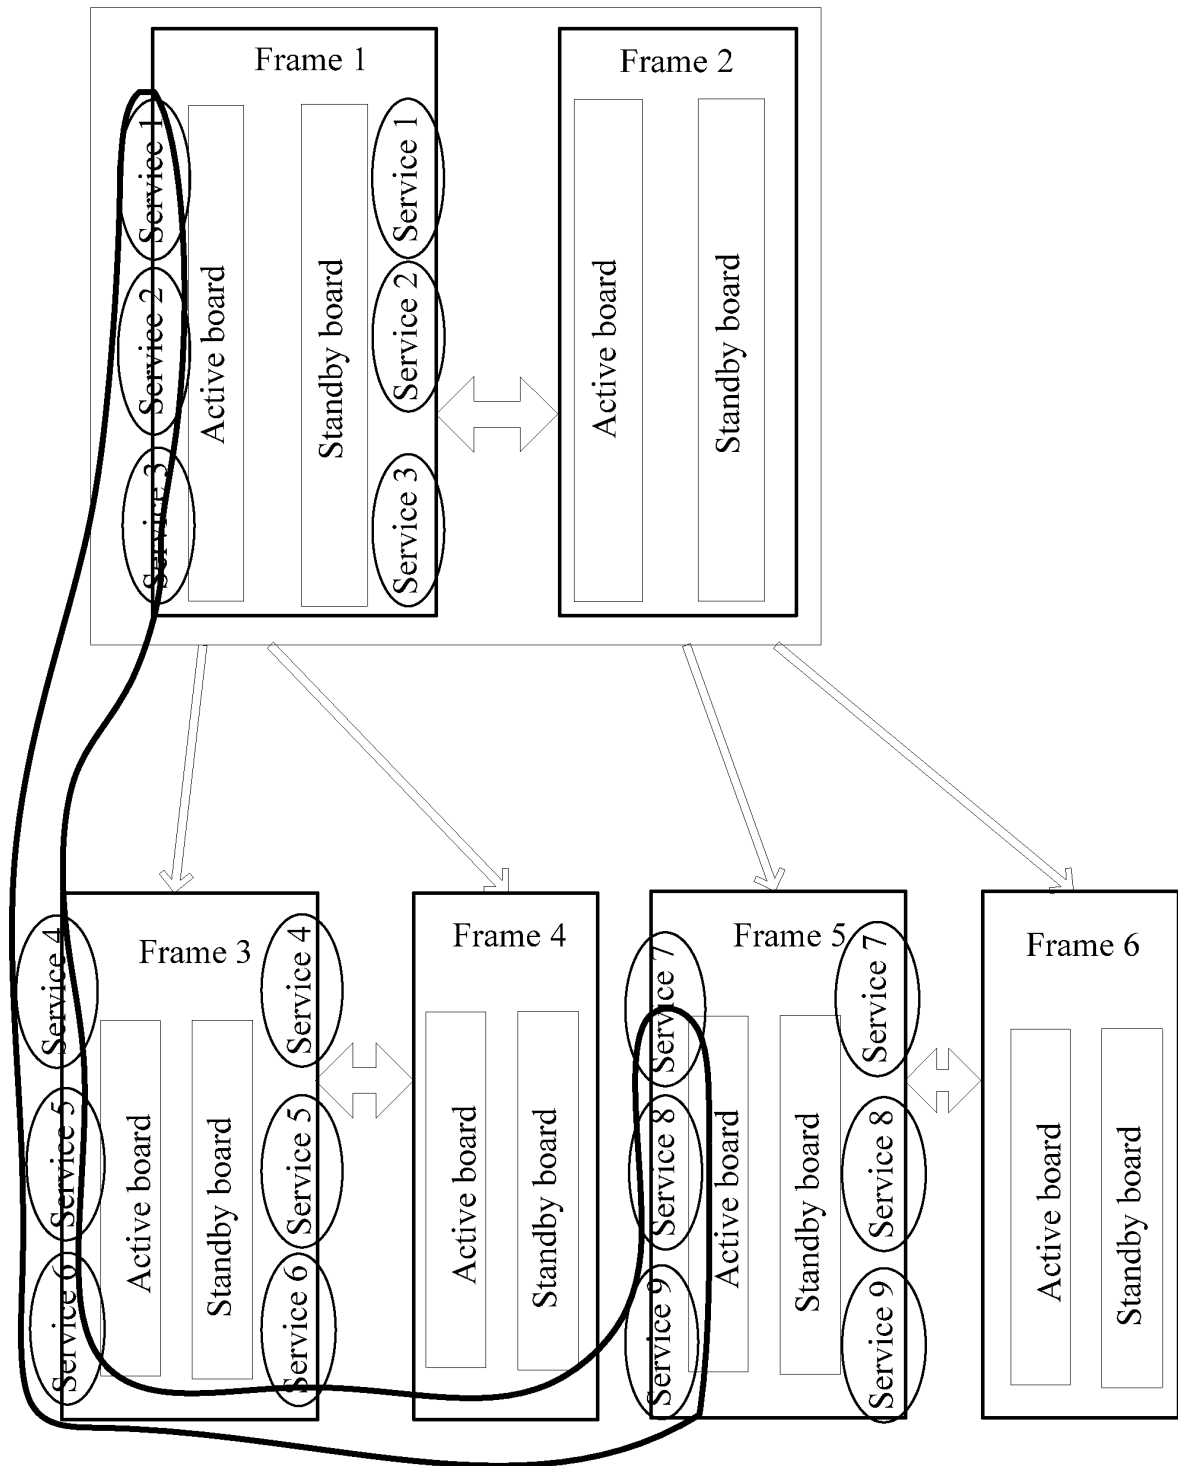 Frame 1
Frame 2
Service 1
Service 2
Service 3
Active board
Standby board
Service 1
Service 2
Service 3
Active board
Standby board
Frame 3
Frame 4
Frame 5
Frame 6
Service 4
Service 5
Service 6
Active board
Standby board
Service 4
Service 5
Service 6
Active board
Standby board
Service 7
Service 8
Service 9
Active board
Standby board
Service 7
Service 8
Service 9
Active board
Standby board